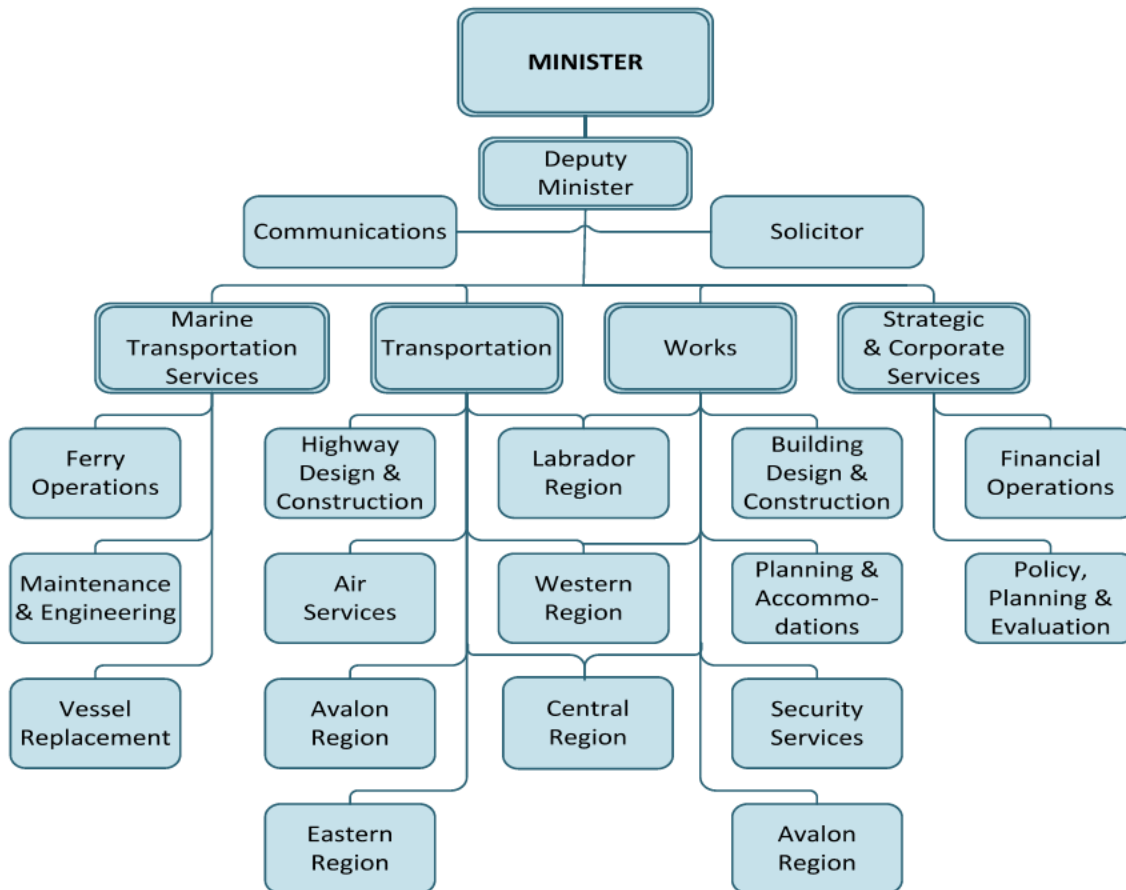 MINISTER
Deputy
Minister
Communications
Solicitor
Marine
Transportation
Services
Transportation
Works
Strategic
& Corporate
Services
Ferry
Operations
Highway
Design &
Construction
Labrador
Region
Building
Design &
Construction
Financial
Operations
Maintenance
& Engineering
Air
Services
Western
Region
Planning &
Accommo-
dations
Policy,
Planning &
Evaluation
Vessel
Replacement
Avalon
Region
Central
Region
Security
Services
Eastern
Region
Avalon
Region